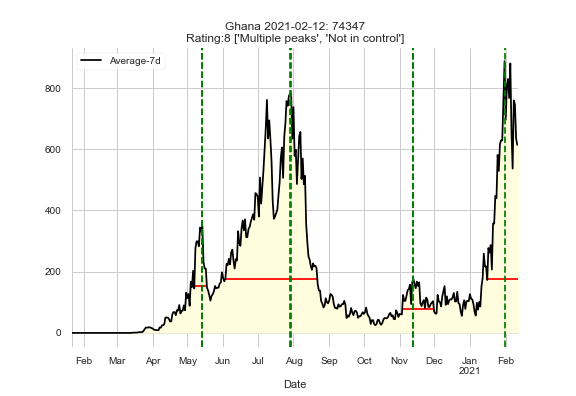 Ghana 2021-02-12: 74347
Rating:8 ['Multiple peaks', 'Not in control']
Average-7d
800
600
400
200
0
Feb Mar Apr May Jun Jul Aug Sep Oct Nov Dec Jan Feb
2021
Date